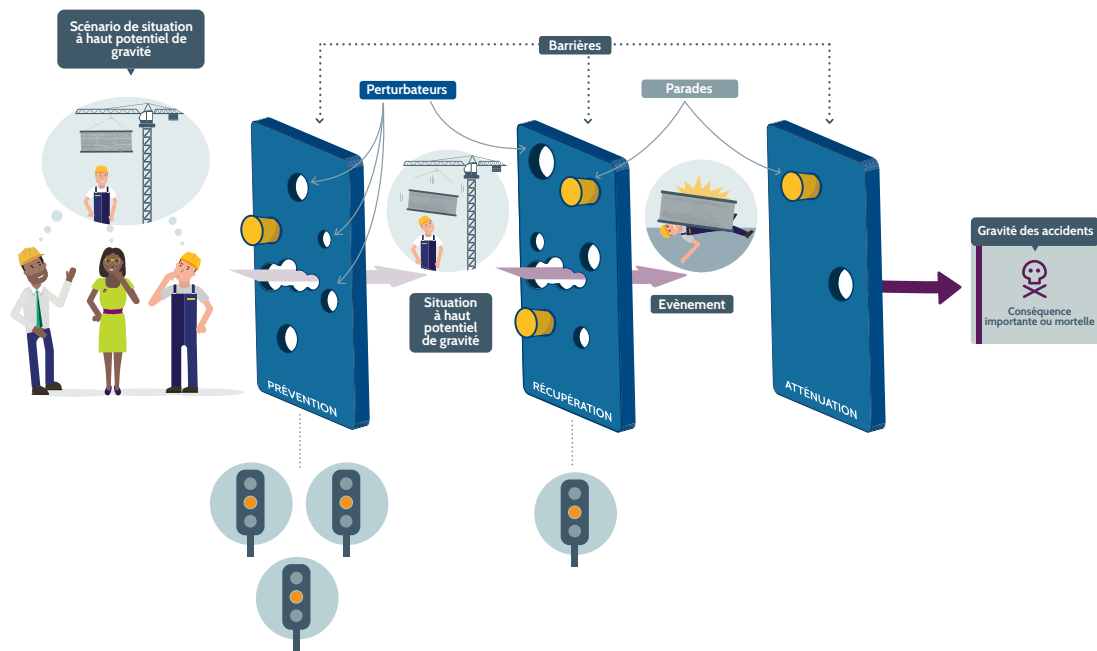 Scénario de situation
à haut potentiel de
gravité
Barrières
Perturbateurs
Parades
Gravité des accidents
Situation
à haut
potentiel
de gravité
Evènement
Conséquence
importante ou mortelle
PRÉVENTION
RÉCUPÉRATION
ATTÉNUATION